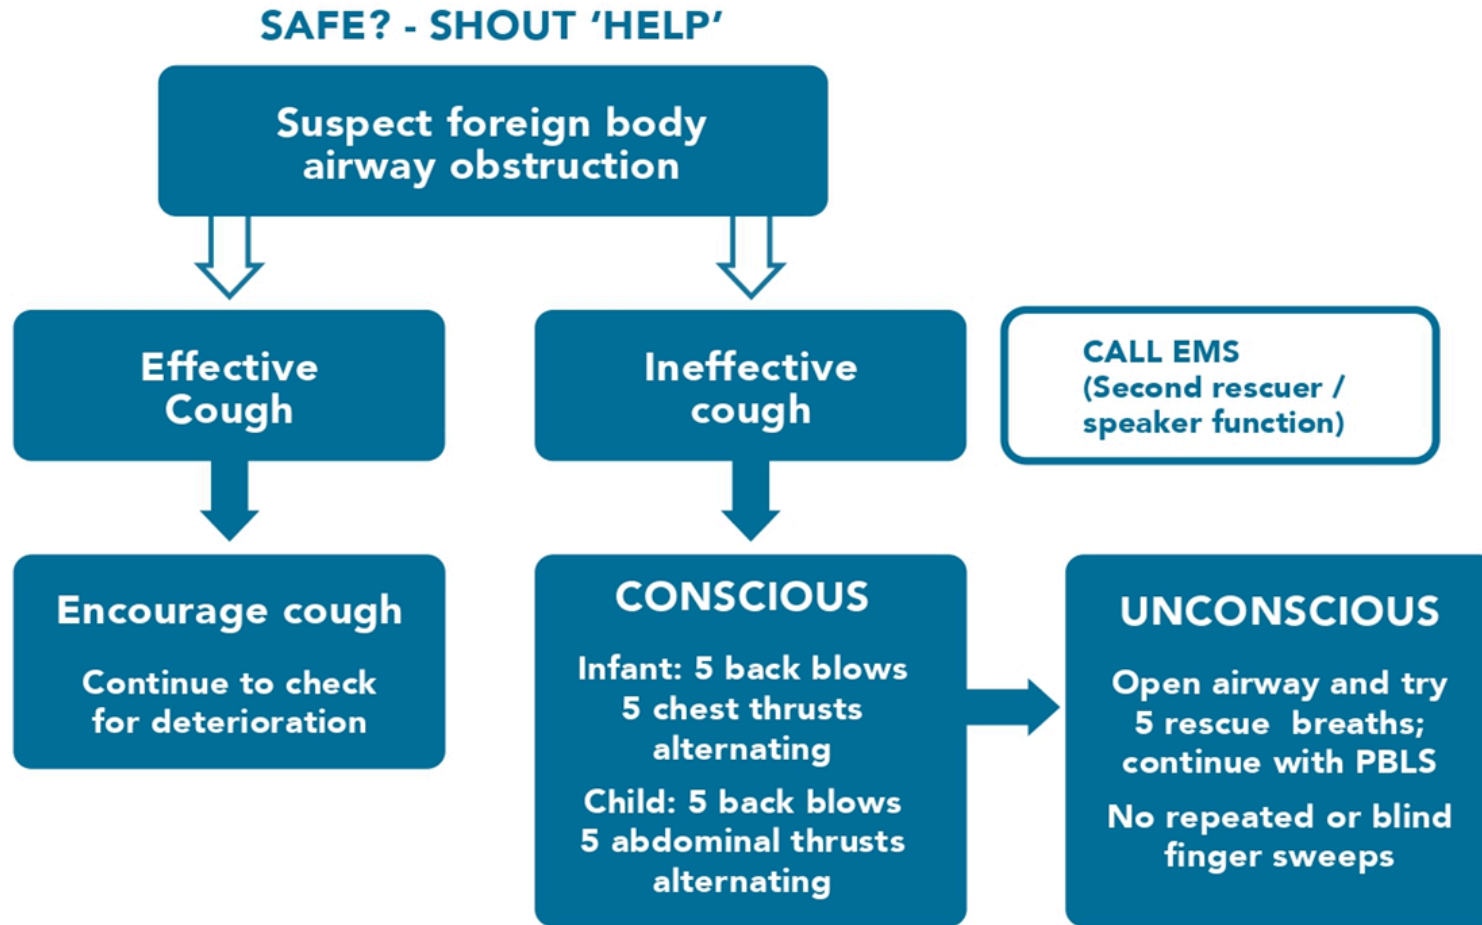 SAFE? - SHOUT ‘HELP’
Suspect foreign body
airway obstruction
Effective
Cough
Ineffective
cough
CALL EMS
(Second rescuer /
speaker function)
Encourage cough
Continue to check
for deterioration
CONSCIOUS
Infant: 5 back blows
5 chest thrusts
alternating
Child: 5 back blows
5 abdominal thrusts
alternating
UNCONSCIOUS
Open airway and try
5 rescue breaths;
continue with PBLS
No repeated or blind
finger sweeps